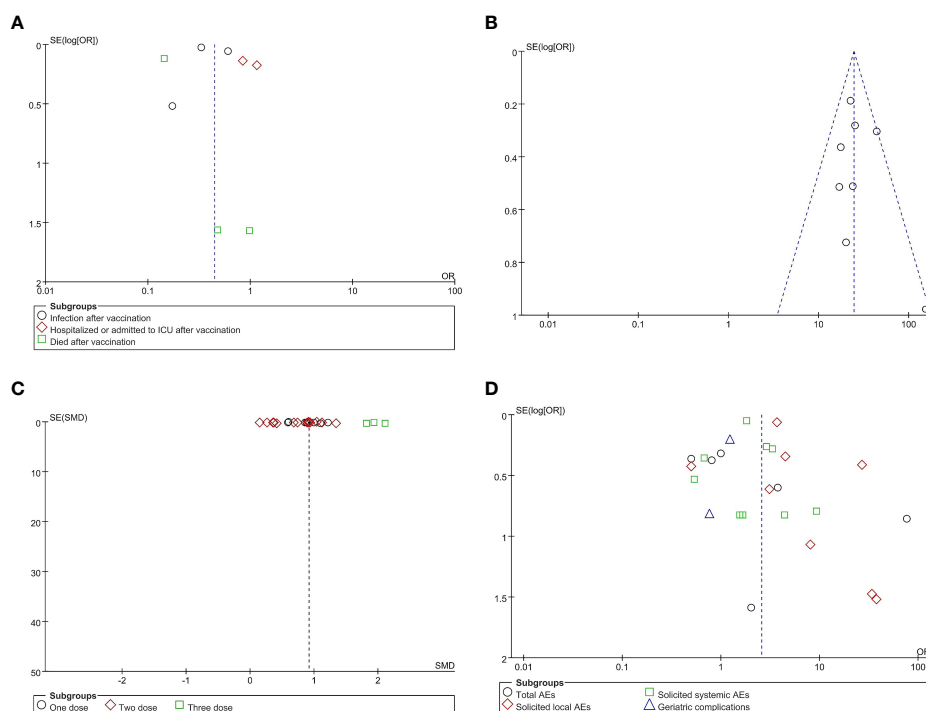 A
SE(log[OR])
0
0.5
1
1.5
2
OR
0.01 0.1 1 10 100
Subgroups
Infection after vaccination
Hospitalized or admitted to ICU after vaccination
Died after vaccination
B
SE(log[OR])
0
0.2
0.4
0.6
0.8
1
0.01 0.1 1 10 100
C
SE(SMD)
0
10
20
30
40
50
SMD
-2 -1 0 1 2
Subgroups
One dose Two dose Three dose
D
SE(log[OR])
0
0.5
1
1.5
2
0.01 0.1 1 10 100
Subgroups
Total AEs Solicited systemic AEs
Solicited local AEs Geriatric complications